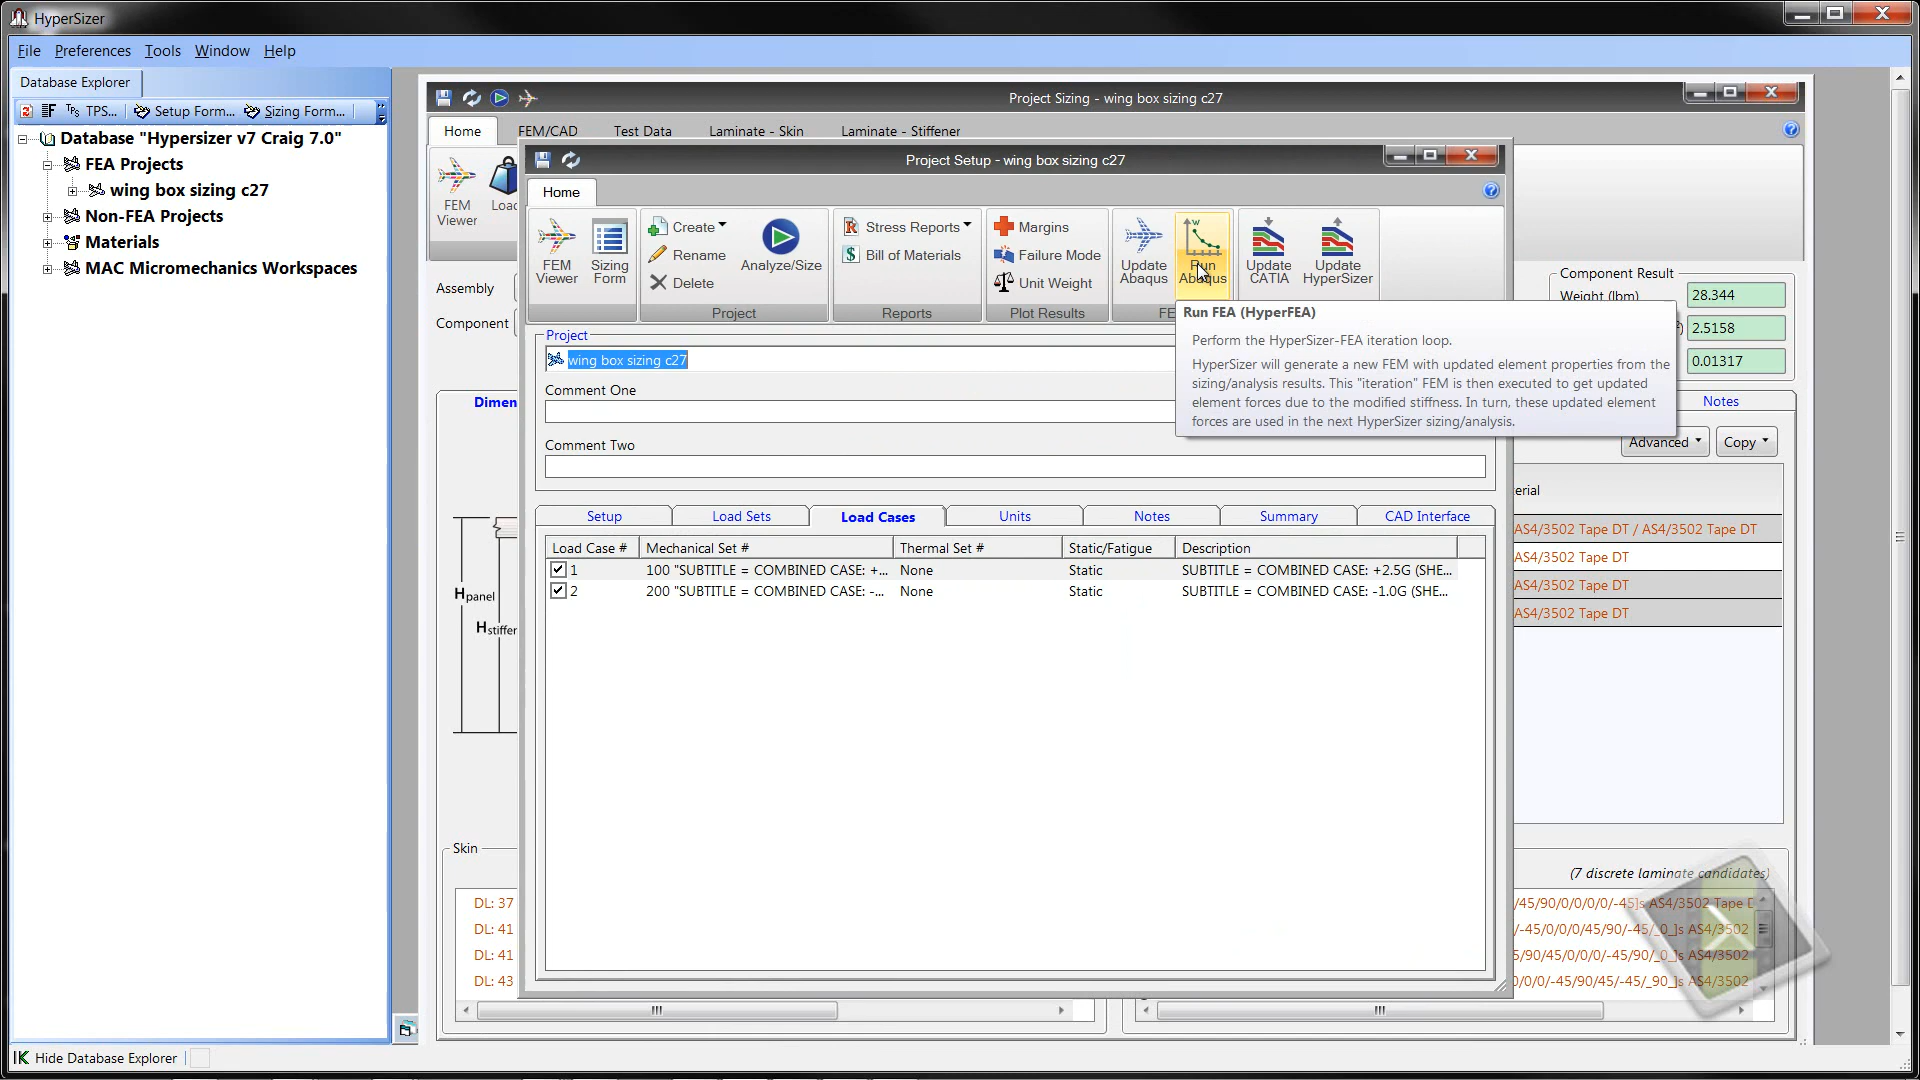 HyperSizer
File Preferences Tools Window Help
Database Explorer
TPS... Setup Form... Sizing Form...
Database "Hypersizer v7 Craig 7.0"
FEA Projects
wing box sizing c27
Non-FEA Projects
Materials
MAC Micromechanics Workspaces
Hide Database Explorer
Project Sizing - wing box sizing c27
Home FEM/CAD Test Data Laminate - Skin Laminate - Stiffener
FEM
Viewer
Loac
Assembly
Component
Dimen
H panel
H stiffer
Skin
DL: 37
DL: 41
DL: 41
DL: 43
Project Setup - wing box sizing c27
Home
FEM
Viewer
Sizing
Form
Create
Rename
Delete
Analyze/Size
Project
Stress Reports
Bill of Materials
Reports
Margins
Failure Mode
Unit Weight
Plot Results
Update
Abaqus
Run
Abaqus
FE
Update
CATIA
Update
HyperSizer
Run FEA (HyperFEA)
Perform the HyperSizer-FEA iteration loop.
HyperSizer will generate a new FEM with updated element properties from the
sizing/analysis results. This "iteration" FEM is then executed to get updated
element forces due to the modified stiffness. In turn, these updated element
forces are used in the next HyperSizer sizing/analysis.
Project
wing box sizing c27
Comment One
Comment Two
Setup Load Sets Load Cases Units Notes Summary CAD Interface
Load Case # Mechanical Set # Thermal Set # Static/Fatigue Description
1 100 "SUBTITLE = COMBINED CASE: +... None Static SUBTITLE = COMBINED CASE: +2.5G (SHE...
2 200 "SUBTITLE = COMBINED CASE: -... None Static SUBTITLE = COMBINED CASE: -1.0G (SHE...
Component Result
Weight (lbm) 28.344
2.5158
0.01317
Notes
Advanced Copy
erial
AS4/3502 Tape DT / AS4/3502 Tape DT
AS4/3502 Tape DT
AS4/3502 Tape DT
AS4/3502 Tape DT
(7 discrete laminate candidates)
/45/90/0/0/0/0/-45]s AS4/3502 Tape D
/-45/0/0/0/45/90/-45/_0_]s AS4/3502
5/90/45/0/0/0/-45/90/_0_]s AS4/3502
0/0/0/-45/90/45/-45/_90_]s AS4/3502